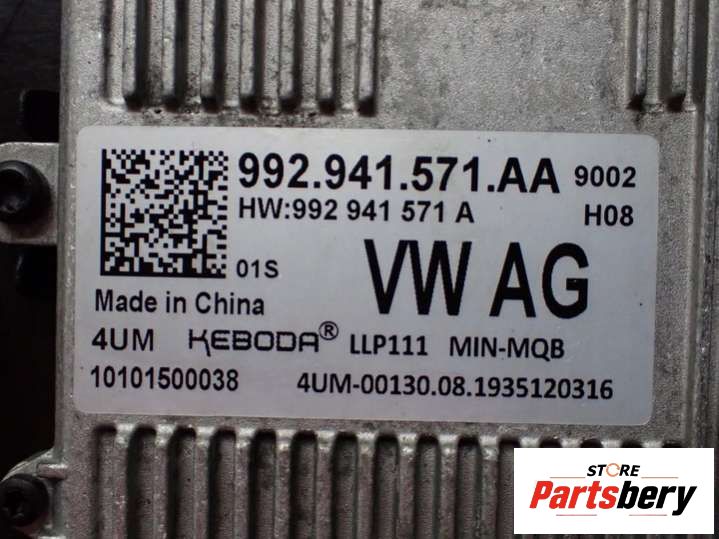 992.941.571.AA 9002
HW:992 941 571 A H08
01S VW AG
Made in China
4UM KEBODA® LLP111 MIN-MQB
10101500038 4UM-00130.08.1935120316
STORE
Partsbery